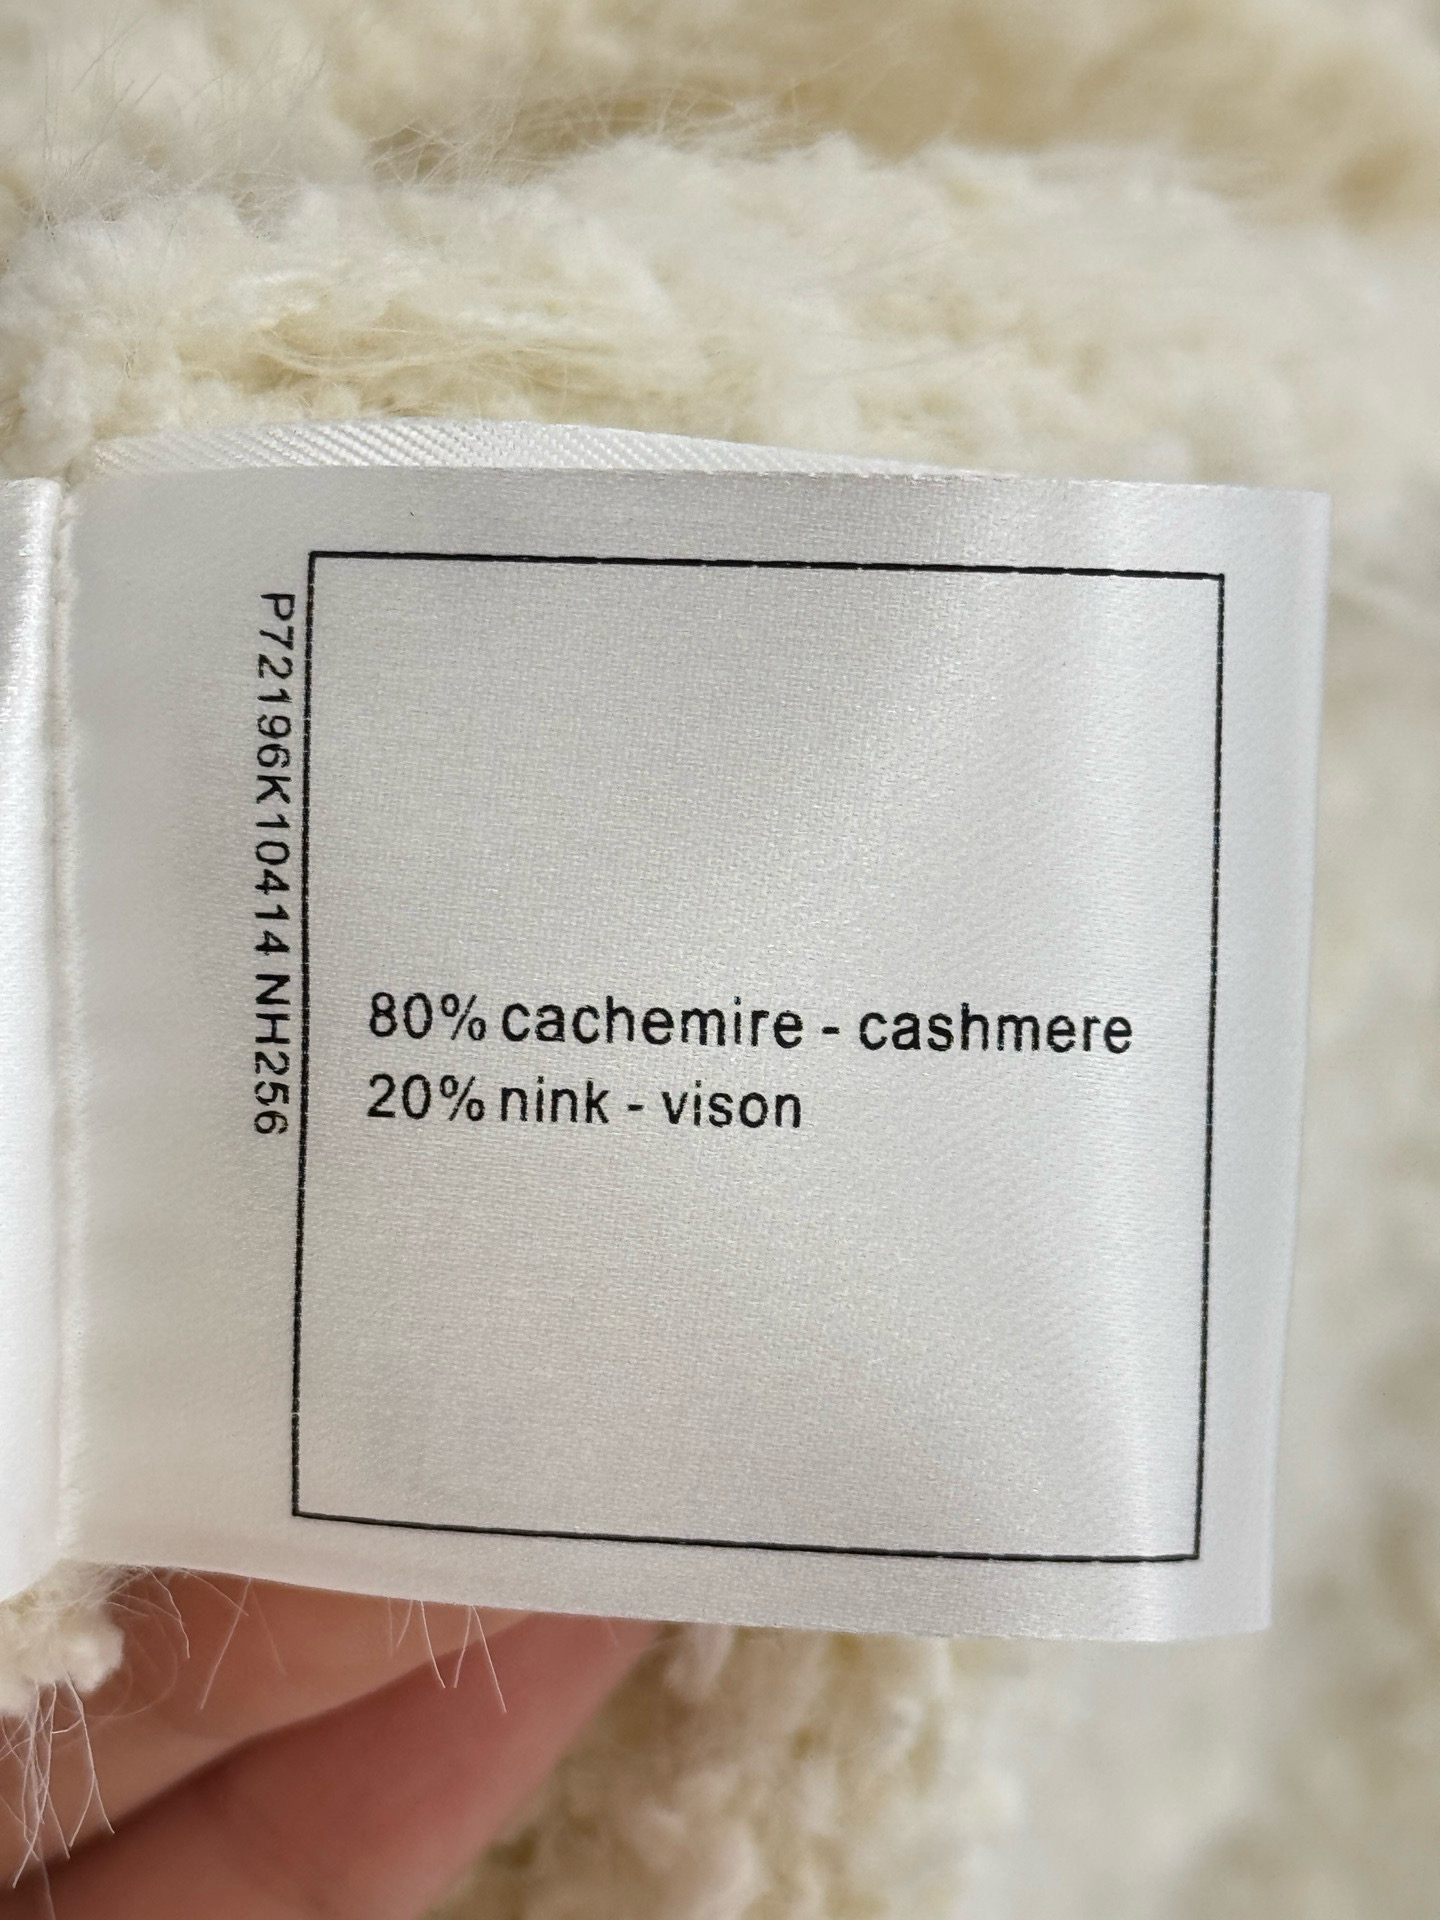 P72196K10414 NH256
80% cachemire - cashmere
20% nink - vison